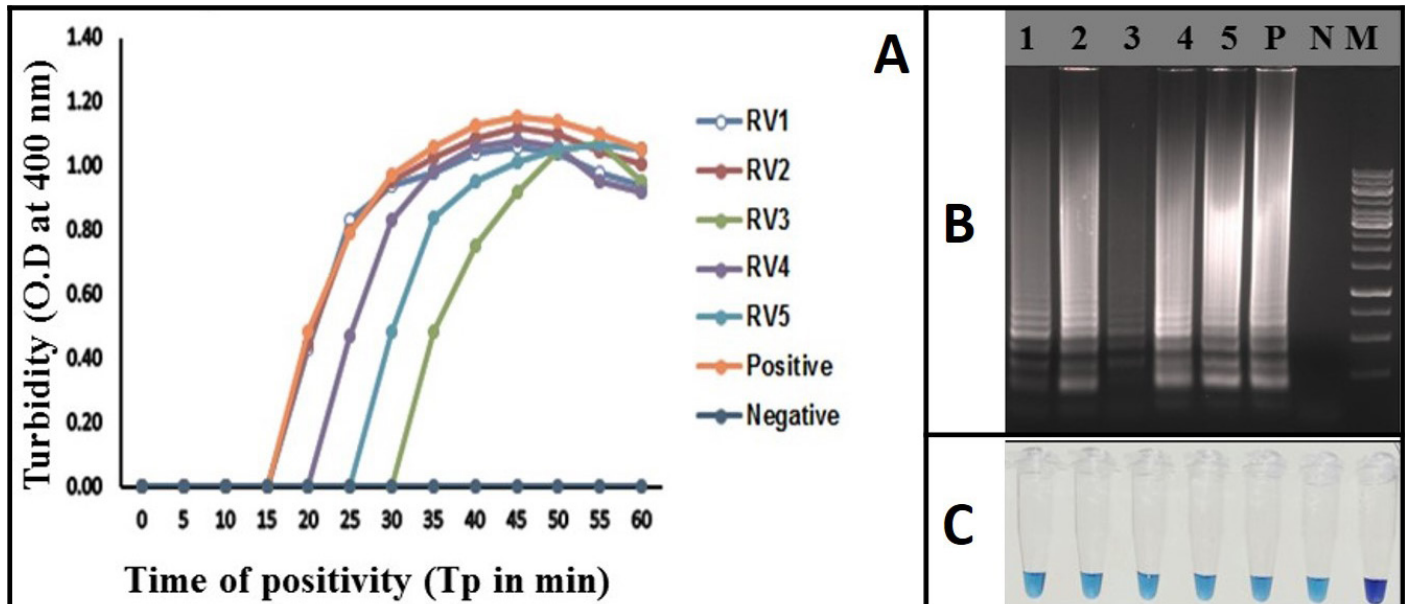 A
Turbidity (O.D at 400 nm)
1.40
1.20
1.00
0.80
0.60
0.40
0.20
0.00
0 5 10 15 20 25 30 35 40 45 50 55 60
Time of positivity (Tp in min)
RV1
RV2
RV3
RV4
RV5
Positive
Negative
B
1 2 3 4 5 P N M
C